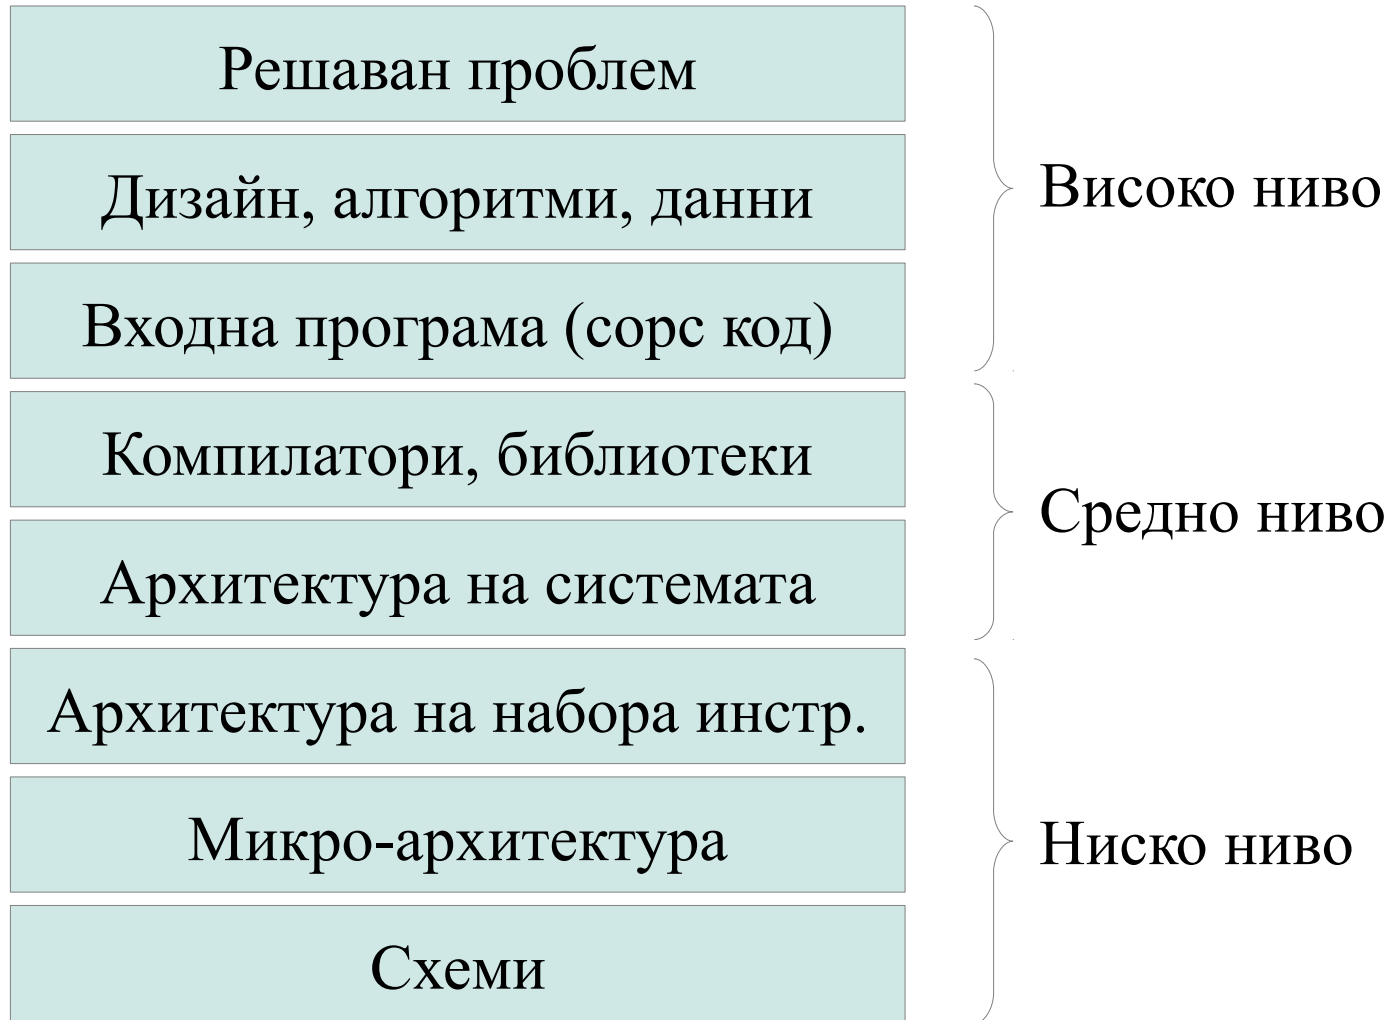 Решаван проблем
Дизайн, алгоритми, данни
Входна програма (сорс код)
Високо ниво
Компилатори, библиотеки
Архитектура на системата
Средно ниво
Архитектура на набора инстр.
Микро-архитектура
Схеми
Ниско ниво